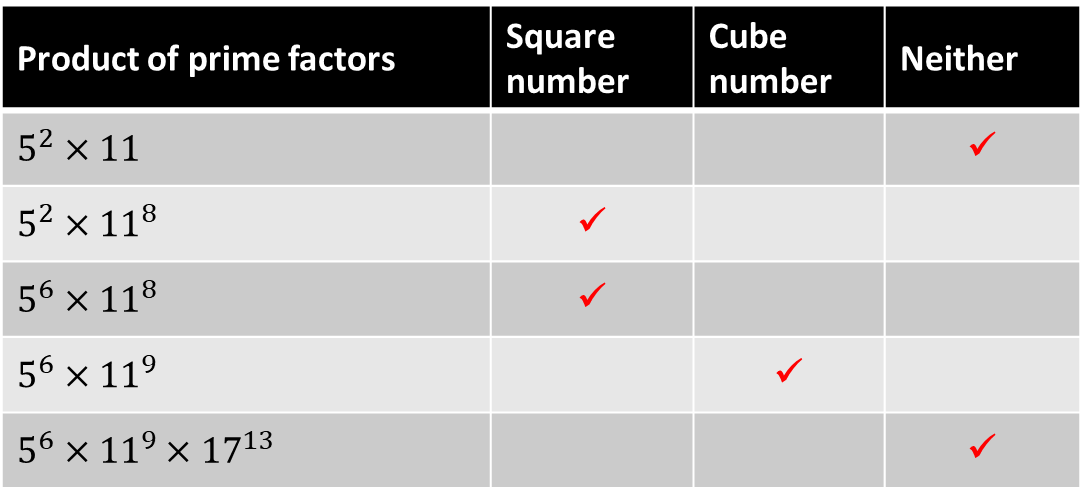 Product of prime factors Square number Cube number Neither
5² × 11 ✓
5² × 11⁸ ✓
5⁶ × 11⁸ ✓
5⁶ × 11⁹ ✓
5⁶ × 11⁹ × 17¹³ ✓